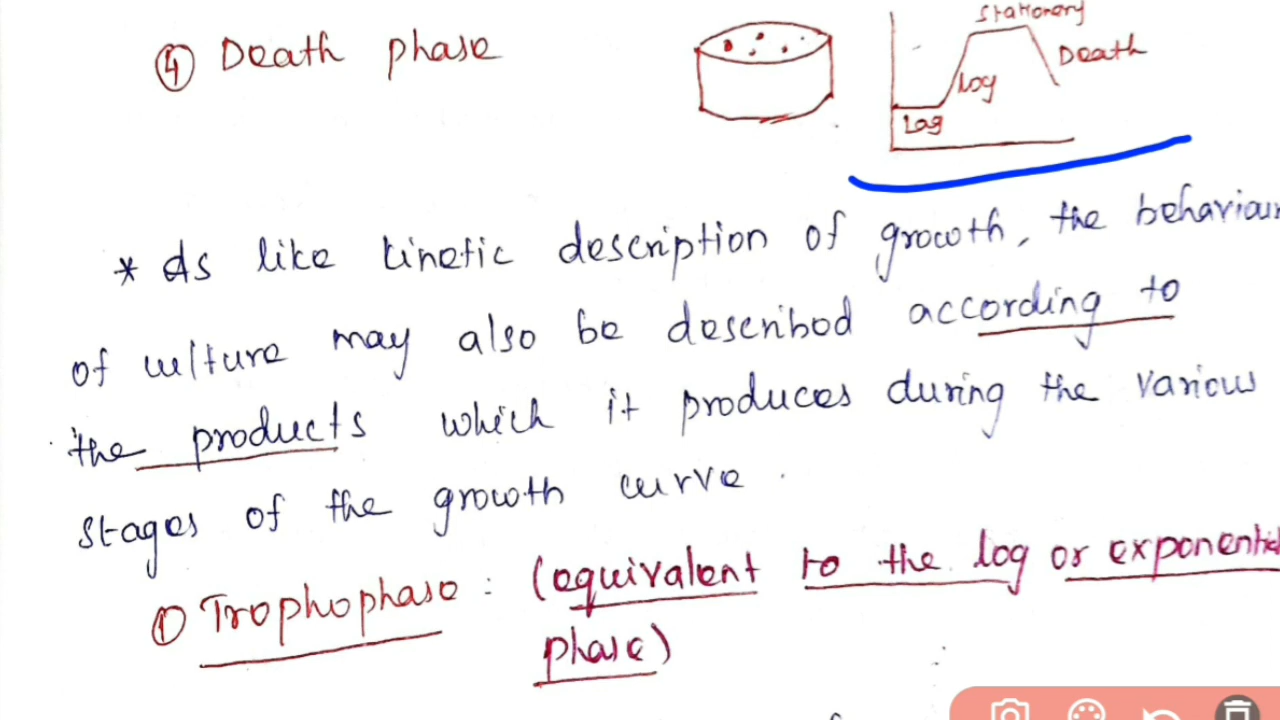 ④ Death phase
Stationary
Death
Log
Lag
* As like kinetic description of growth, the behaviour
of culture may also be described according to
the products which it produces during the various
stages of the growth curve.
① Trophophase : (equivalent to the log or exponential
phase)